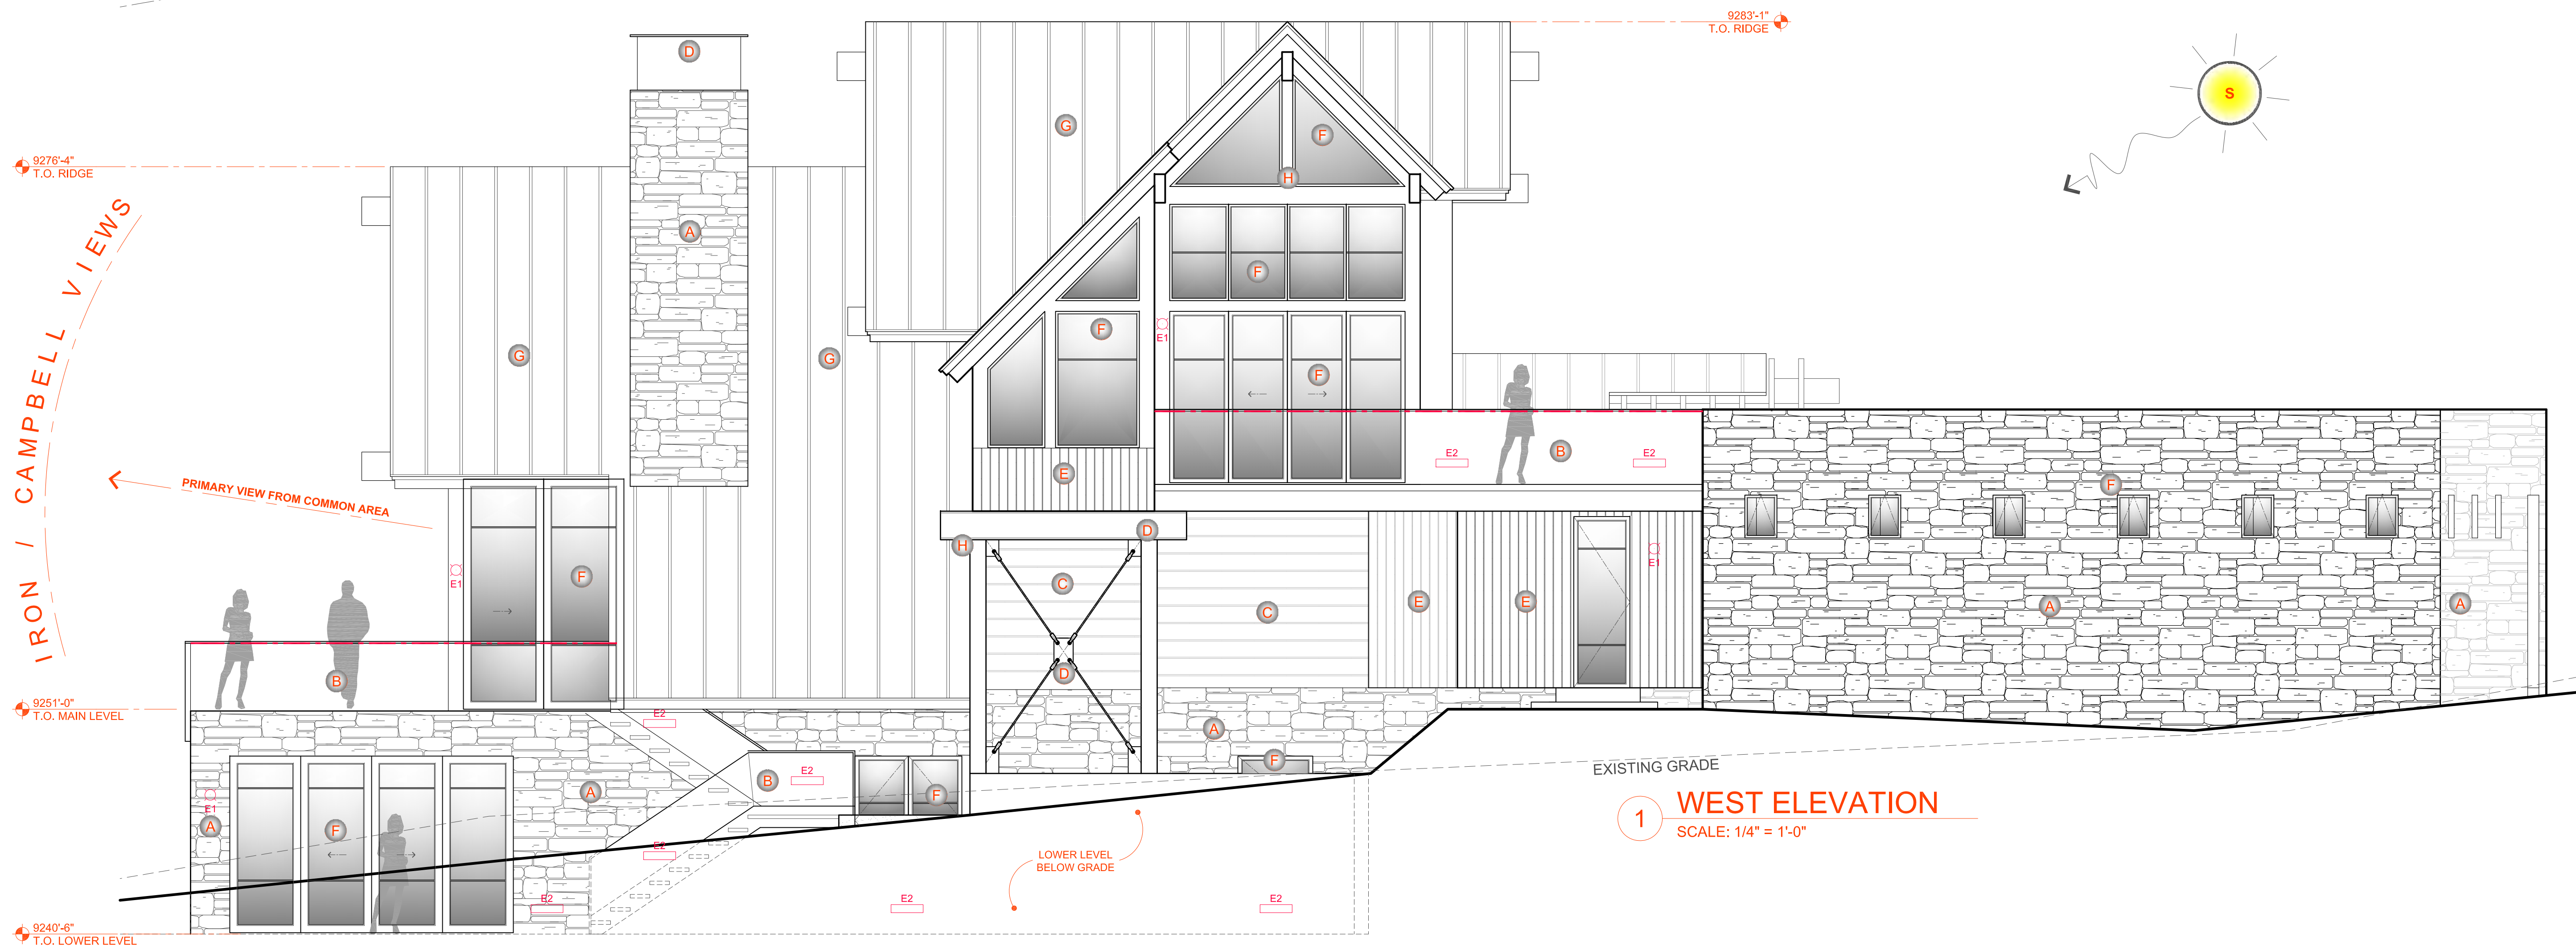 9283'-1"
T.O. RIDGE
S
D
G
F
9276'-4"
T.O. RIDGE
H
A
IRON / CAMPBELL VIEWS
F
E1
F
G
G
F
E
E2
B
E2
PRIMARY VIEW FROM COMMON AREA
F
D
H
E1
E1
F
C
D
C
E
E
A
A
B
9251'-0"
T.O. MAIN LEVEL
E2
A
F
EXISTING GRADE
B
E2
A
F
E1
A
F
1
WEST ELEVATION
SCALE: 1/4" = 1'-0"
E2
LOWER LEVEL
BELOW GRADE
E2
E2
E2
9240'-6"
T.O. LOWER LEVEL